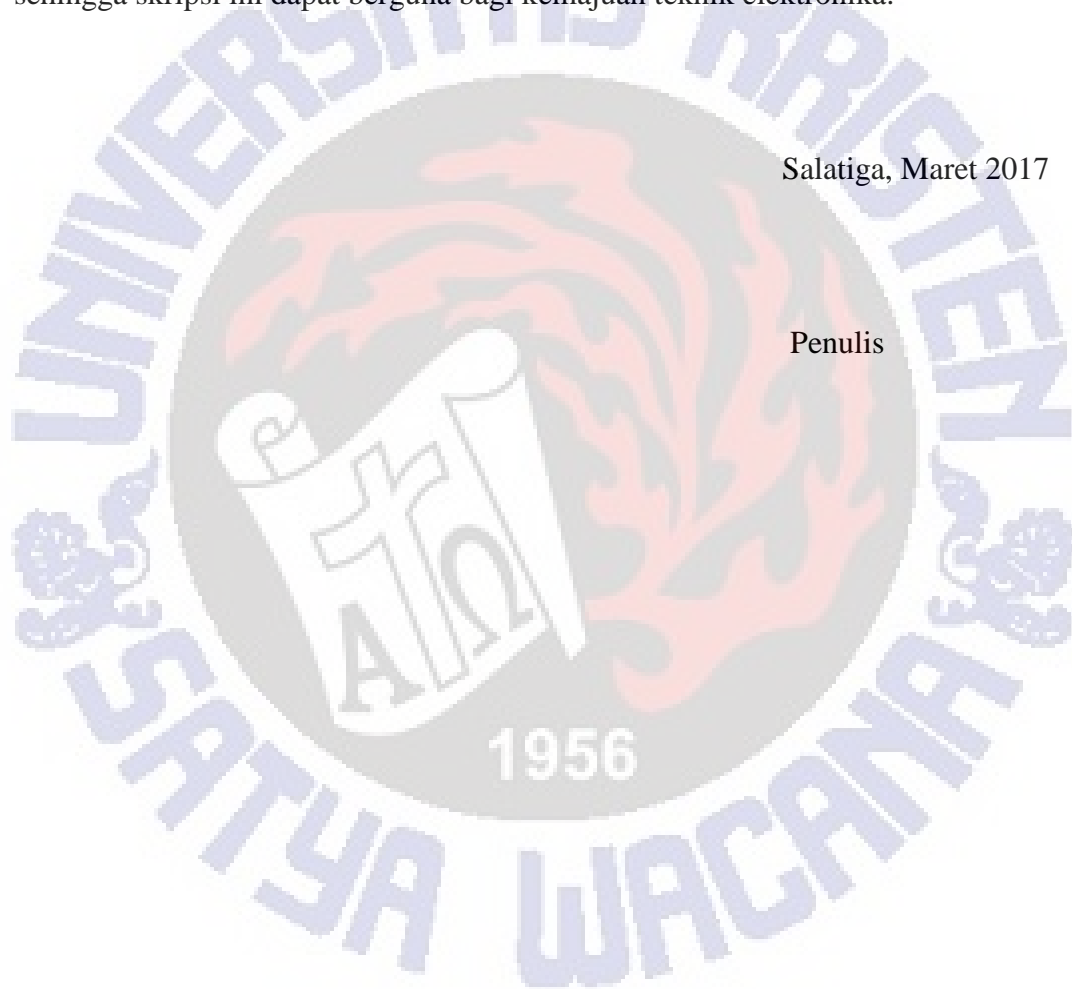 sehingga skripsi ini dapat berguna bagi kemajuan teknik elektronika.
UNIVERSITAS KRISTEN
Salatiga, Maret 2017
Penulis
Α Ω
1956
SATYA WACANA